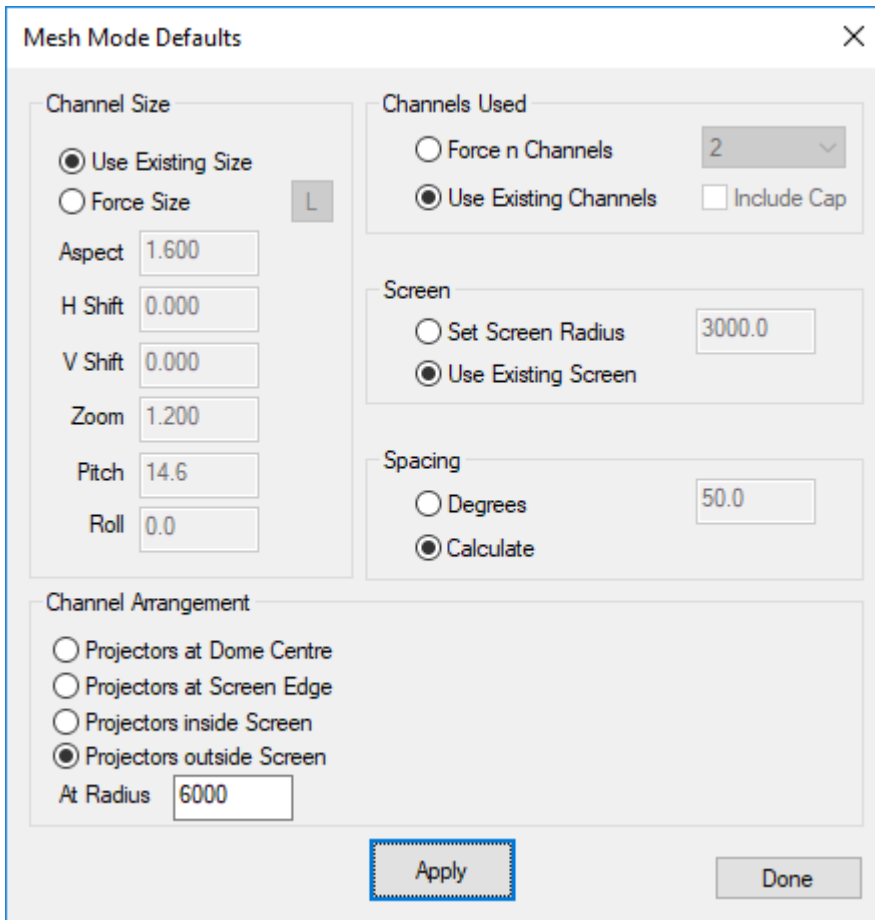 Mesh Mode Defaults
Channel Size
Use Existing Size
Force Size L
Aspect 1.600
H Shift 0.000
V Shift 0.000
Zoom 1.200
Pitch 14.6
Roll 0.0
Channels Used
Force n Channels 2
Use Existing Channels Include Cap
Screen
Set Screen Radius 3000.0
Use Existing Screen
Spacing
Degrees 50.0
Calculate
Channel Arrangement
Projectors at Dome Centre
Projectors at Screen Edge
Projectors inside Screen
Projectors outside Screen
At Radius 6000
Apply
Done